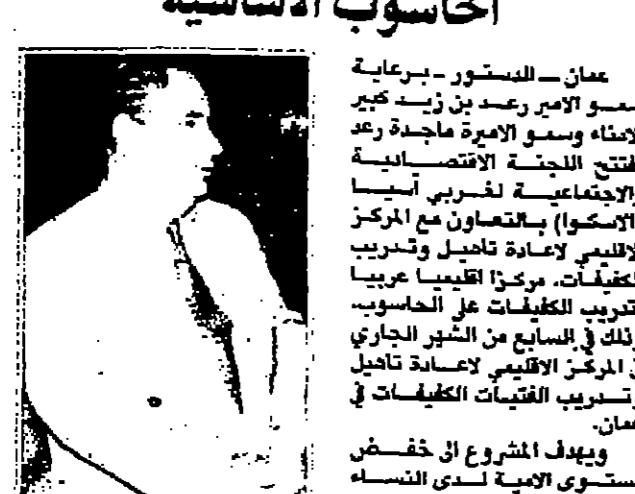 الحاسوب الاساسية
عمان ــ الدستور ــ برعاية
سمو الامير رعد بن زيد كبير
الامناء وسمو الاميرة ماجدة رعد
تفتتح اللجنة الاقتصادية
والاجتماعية لغربي آسيا
(الاسكوا) بالتعاون مع المركز
الاقليمي لاعادة تاهيل وتدريب
الكفيفات، مركزا اقليميا عربيا
لتدريب الكفيفات على الحاسوب،
وذلك في السابع من الشهر الجاري
في المركز الاقليمي لاعادة تاهيل
وتدريب الفتيات الكفيفات في
عمان.
ويهدف المشروع الى خفض
مستوى الامية لدى النساء